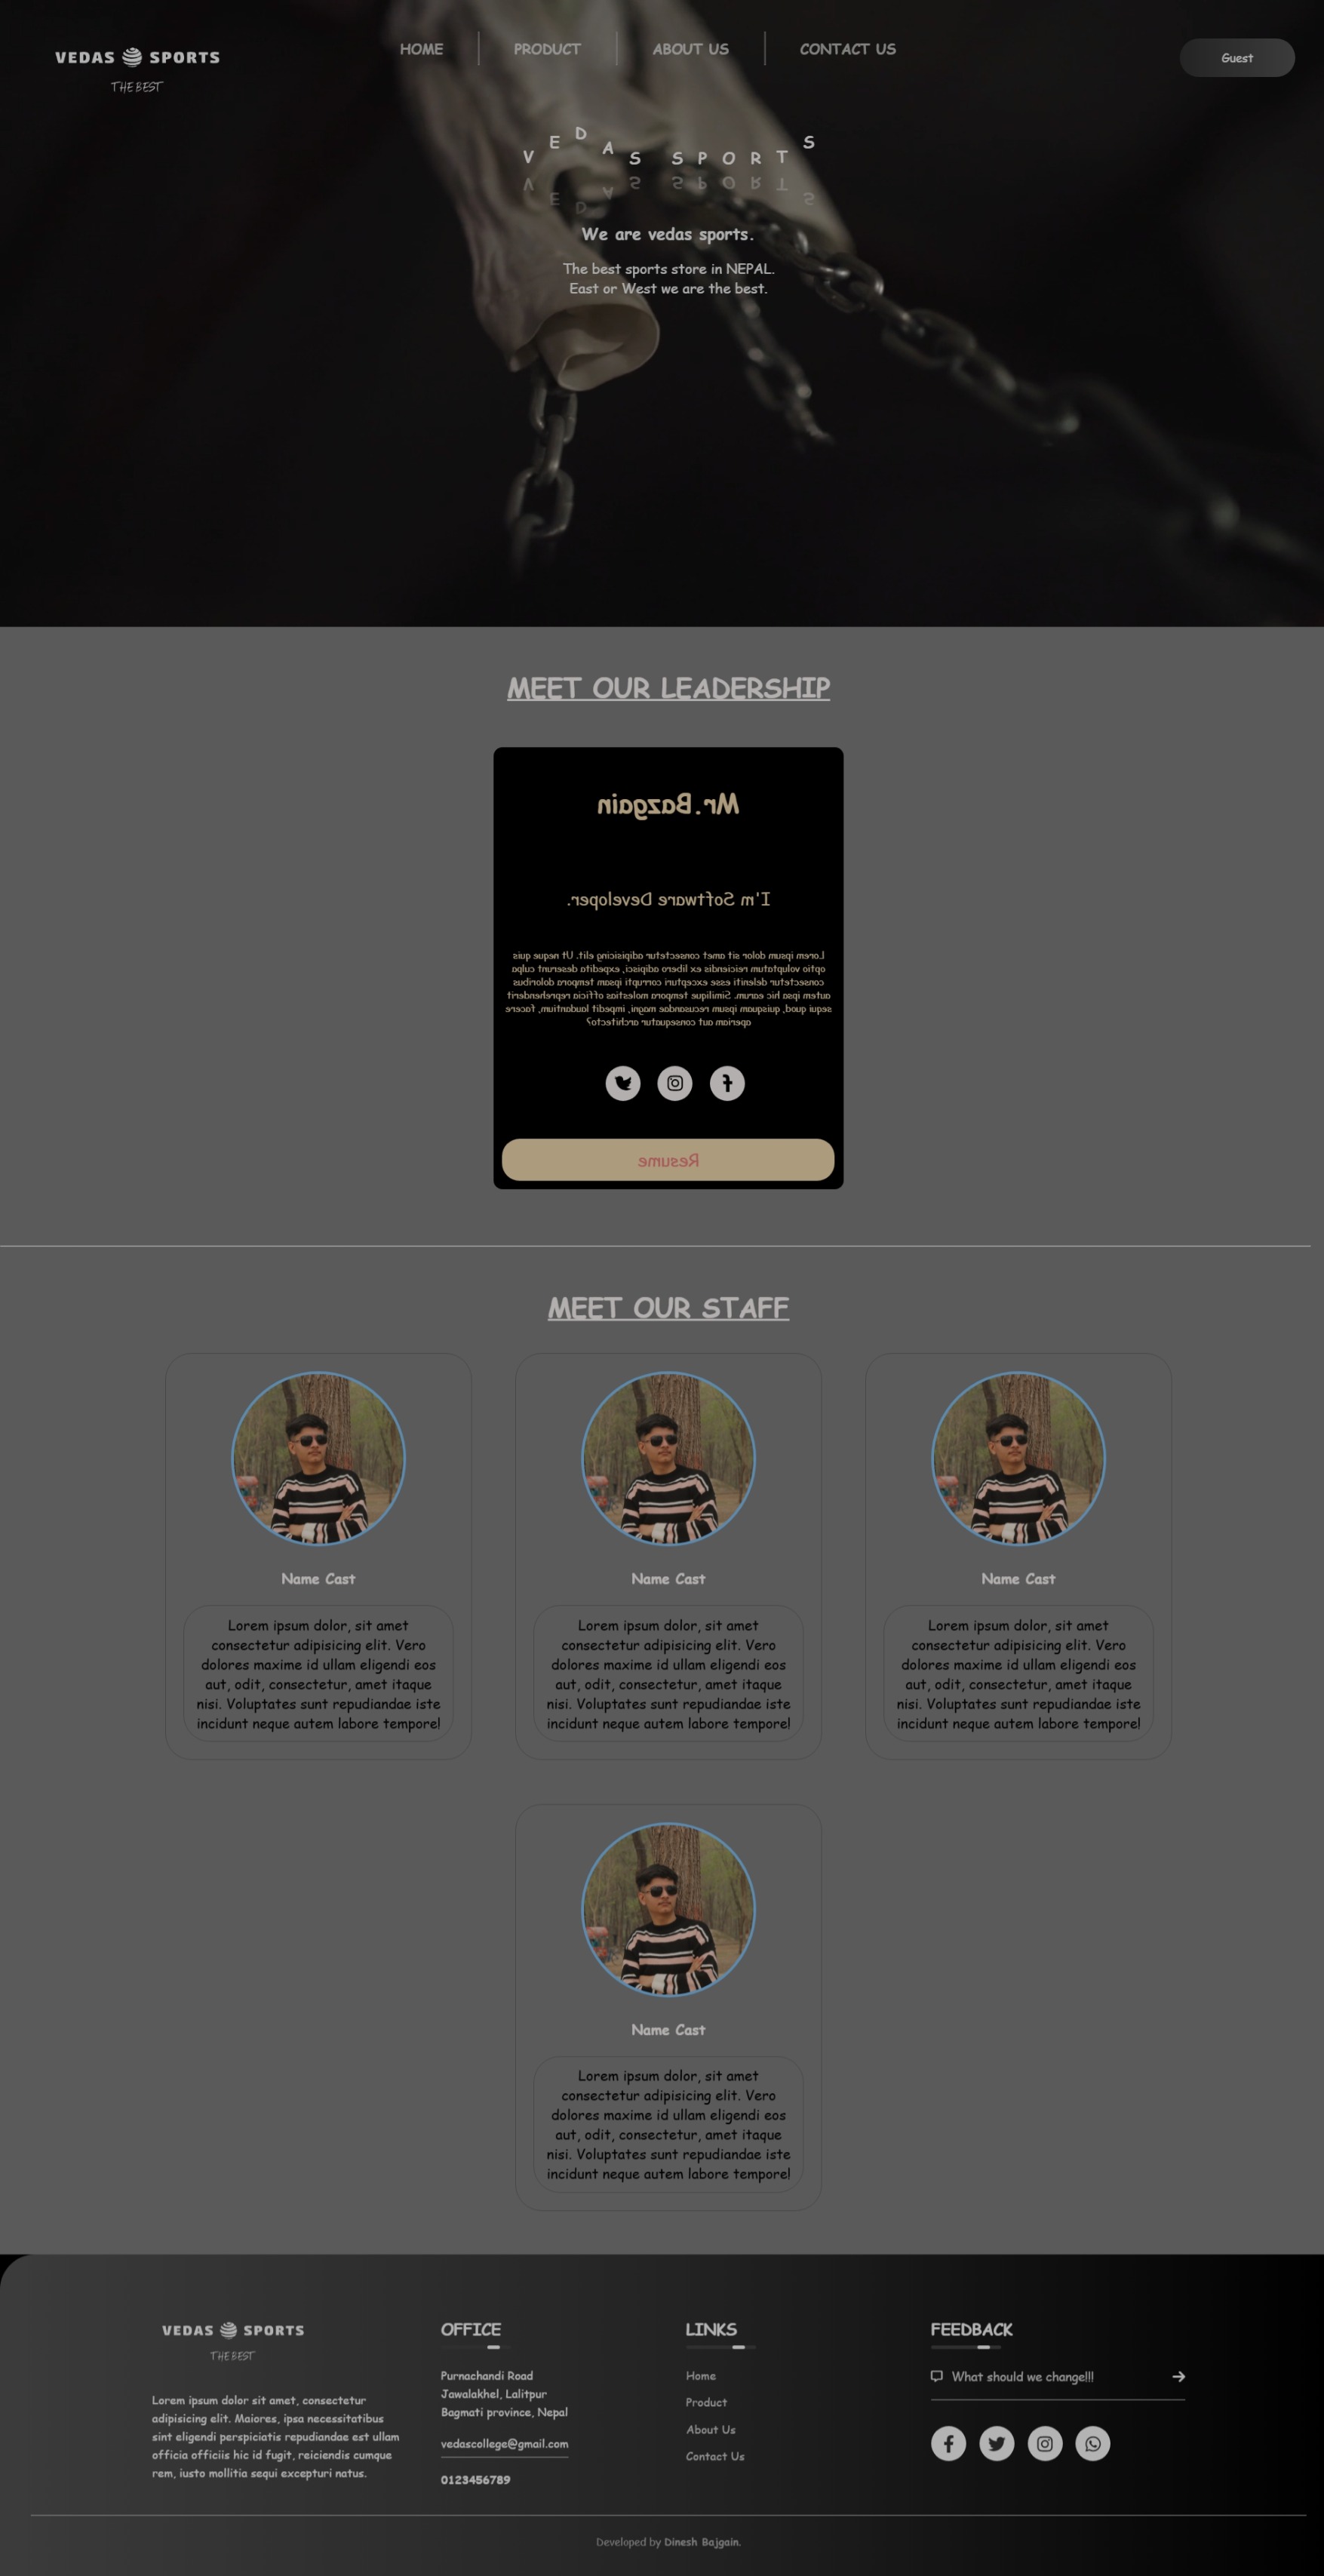 VEDAS SPORTS
THE BEST
HOME
PRODUCT
ABOUT US
CONTACT US
Guest
VEDAS SPORTS
VEDAS SPORTS
We are vedas sports.
The best sports store in NEPAL.
East or West we are the best.
MEET OUR LEADERSHIP
Mr.Bazgain
I'm Software Developer.
Lorem ipsum dolor sit amet consectetur adipisicing elit. Ut neque quis
optio voluptatum reiciendis ex libero adipisci, expedita deserunt culpa
consectetur deleniti esse excepturi corrupti ipsam tempora doloribus
autem ipsa hic earum. Similique tempora molestias officia reprehenderit
sequi quod, quisquam ipsum recusandae magni, impedit laudantium, facere
aperiam aut consequatur architecto?
Resume
MEET OUR STAFF
Name Cast
Lorem ipsum dolor, sit amet
consectetur adipisicing elit. Vero
dolores maxime id ullam eligendi eos
aut, odit, consectetur, amet itaque
nisi. Voluptates sunt repudiandae iste
incidunt neque autem labore tempore!
Name Cast
Lorem ipsum dolor, sit amet
consectetur adipisicing elit. Vero
dolores maxime id ullam eligendi eos
aut, odit, consectetur, amet itaque
nisi. Voluptates sunt repudiandae iste
incidunt neque autem labore tempore!
Name Cast
Lorem ipsum dolor, sit amet
consectetur adipisicing elit. Vero
dolores maxime id ullam eligendi eos
aut, odit, consectetur, amet itaque
nisi. Voluptates sunt repudiandae iste
incidunt neque autem labore tempore!
Name Cast
Lorem ipsum dolor, sit amet
consectetur adipisicing elit. Vero
dolores maxime id ullam eligendi eos
aut, odit, consectetur, amet itaque
nisi. Voluptates sunt repudiandae iste
incidunt neque autem labore tempore!
VEDAS SPORTS
THE BEST
Lorem ipsum dolor sit amet, consectetur
adipisicing elit. Maiores, ipsa necessitatibus
sint eligendi perspiciatis repudiandae est ullam
officia officiis hic id fugit, reiciendis cumque
rem, iusto mollitia sequi excepturi natus.
OFFICE
Purnachandi Road
Jawalakhel, Lalitpur
Bagmati province, Nepal
vedascollege@gmail.com
0123456789
LINKS
Home
Product
About Us
Contact Us
FEEDBACK
What should we change!!!
Developed by Dinesh Bajgain.